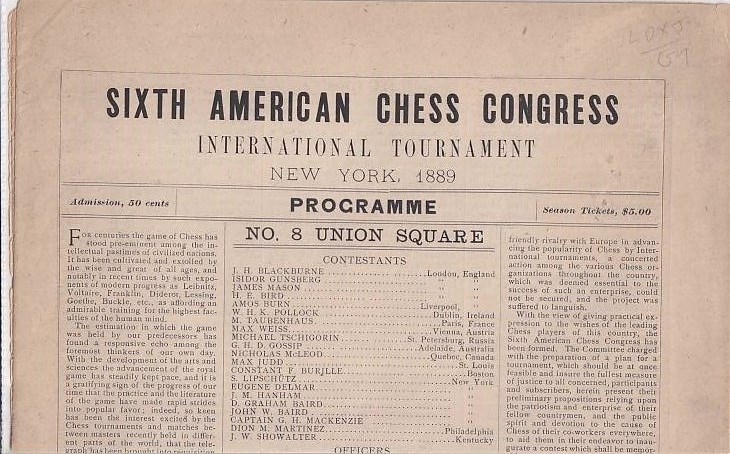 SIXTH AMERICAN CHESS CONGRESS
INTERNATIONAL TOURNAMENT
NEW YORK, 1889
Admission, 50 cents
PROGRAMME
Season Tickets, $5.00
FOR centuries the game of Chess has
stood pre-eminent among the in-
tellectual pastimes of civilized nations.
It has been cultivated and extolled by
the wise and great of all ages, and
notably in recent times by such expo-
nents of modern progress as Leibnitz,
Voltaire, Franklin, Diderot, Lessing,
Goethe, Buckle, etc., as affording an
admirable training for the highest fac-
ulties of the human mind.
The estimation in which the game
was held by our predecessors has
found a responsive echo among the
foremost thinkers of our own day.
With the development of the arts and
sciences the advancement of the royal
game has steadily kept pace, and it is
a gratifying sign of the progress of our
time that the practice and the literature
of the game have made rapid strides
into popular favor; indeed, so keen
has been the interest excited by the
Chess tournaments and matches be-
tween masters recently held in differ-
ent parts of the world, that the tele-
graph has been brought into requisition
NO. 8 UNION SQUARE
CONTESTANTS
J. H. BLACKBURNE London, England
ISIDOR GUNSBERG " "
JAMES MASON " "
H. E. BIRD " "
AMOS BURN Liverpool, "
W. H. K. POLLOCK Dublin, Ireland
M. TAUBENHAUS Paris, France
MAX WEISS Vienna, Austria
MICHAEL TSCHIGORIN St. Petersburg, Russia
G. H. D. GOSSIP Adelaide, Australia
NICHOLAS McLEOD Quebec, Canada
MAX JUDD St. Louis
CONSTANT F. BURILLE Boston
S. LIPSCHÜTZ New York
EUGENE DELMAR "
J. M. HANHAM "
D. GRAHAM BAIRD "
JOHN W. BAIRD "
CAPTAIN G. H. MACKENZIE "
DION M. MARTINEZ Philadelphia
J. W. SHOWALTER Kentucky
OFFICERS
friendly rivalry with Europe in advan-
cing the popularity of Chess by Inter-
national tournaments, a concerted
action among the various Chess or-
ganizations throughout the country,
which was deemed essential to the
success of such an enterprise, could
not be secured, and the project was
suffered to languish.
With the view of giving practical ex-
pression to the wishes of the leading
Chess players of this country, the
Sixth American Chess Congress has
been formed. The Committee charged
with the preparation of a plan for a
tournament, which should be at once
feasible and insure the fullest measure
of justice to all concerned, participants
and subscribers, herein present their
preliminary propositions relying upon
the patriotism and enterprise of their
fellow countrymen, and the public
spirit and devotion to the cause of
Chess of their co-workers everywhere,
to aid them in their endeavor to inau-
gurate a contest which shall be memor-